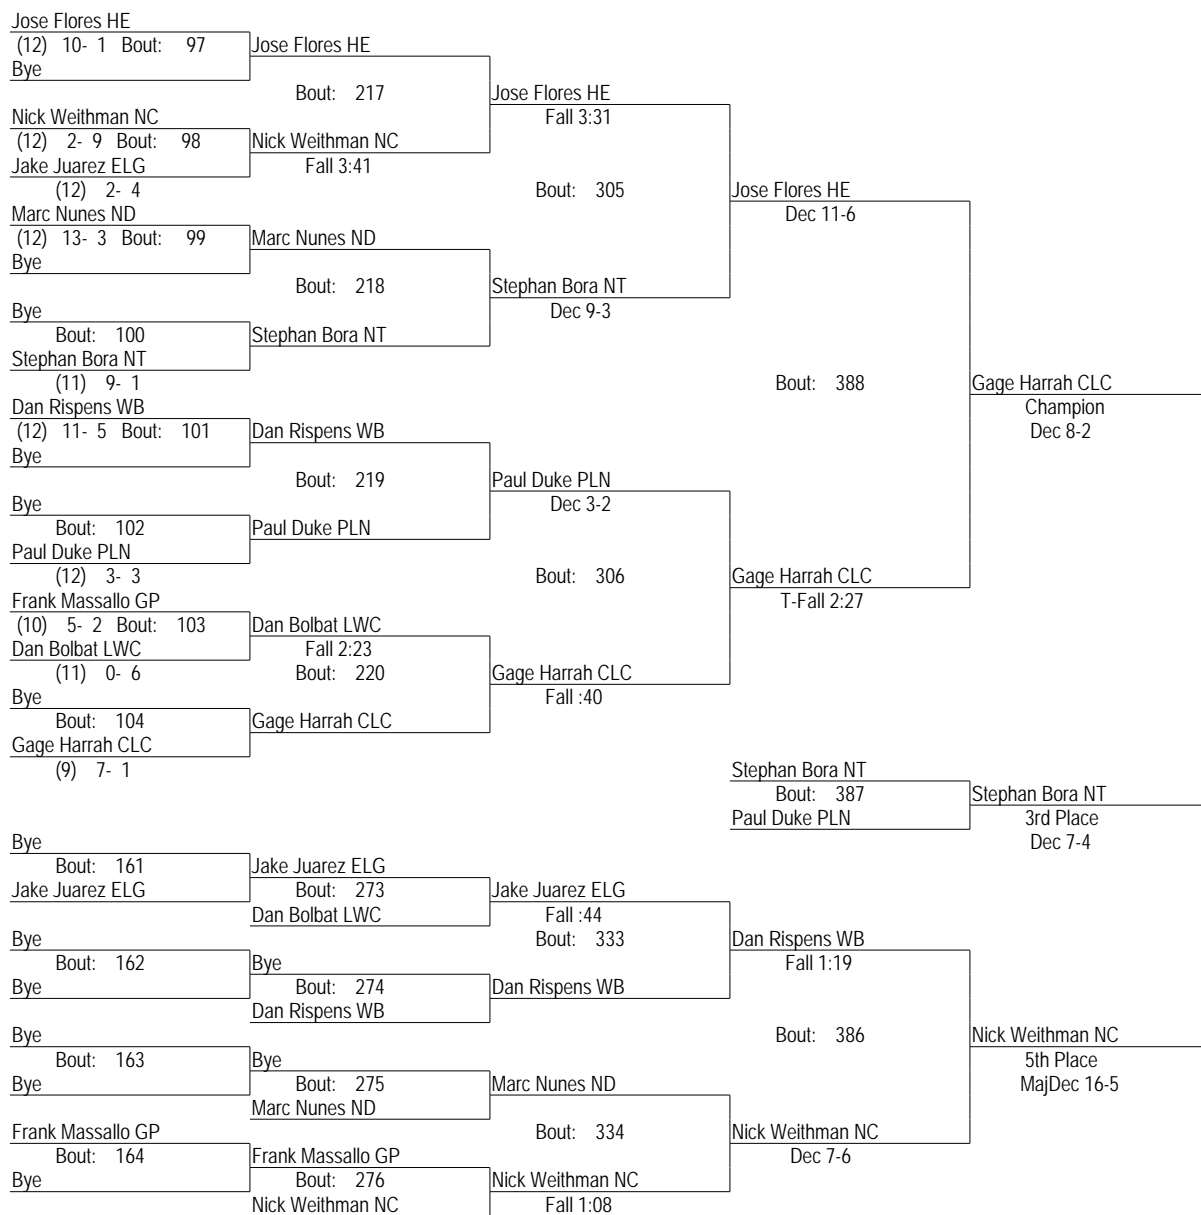 Jose Flores HE
(12) 10- 1 Bout: 97 Jose Flores HE
Bye
Bout: 217 Jose Flores HE
Nick Weithman NC Fall 3:31
(12) 2- 9 Bout: 98 Nick Weithman NC
Jake Juarez ELG Fall 3:41
(12) 2- 4 Bout: 305 Jose Flores HE
Marc Nunes ND Dec 11-6
(12) 13- 3 Bout: 99 Marc Nunes ND
Bye
Bout: 218 Stephan Bora NT
Bye Dec 9-3
Bout: 100 Stephan Bora NT
Stephan Bora NT
(11) 9- 1 Bout: 388 Gage Harrah CLC
Dan Rispens WB Champion
(12) 11- 5 Bout: 101 Dan Rispens WB Dec 8-2
Bye
Bout: 219 Paul Duke PLN
Bye Dec 3-2
Bout: 102 Paul Duke PLN
Paul Duke PLN
(12) 3- 3 Bout: 306 Gage Harrah CLC
Frank Massallo GP T-Fall 2:27
(10) 5- 2 Bout: 103 Dan Bolbat LWC
Dan Bolbat LWC Fall 2:23
(11) 0- 6 Bout: 220 Gage Harrah CLC
Bye Fall :40
Bout: 104 Gage Harrah CLC
Gage Harrah CLC
(9) 7- 1 Stephan Bora NT
Bout: 387 Stephan Bora NT
Paul Duke PLN 3rd Place
Bye Dec 7-4
Bout: 161 Jake Juarez ELG
Jake Juarez ELG Bout: 273 Jake Juarez ELG
Dan Bolbat LWC Fall :44
Bye Bout: 333 Dan Rispens WB
Bout: 162 Bye Fall 1:19
Bye Bout: 274 Dan Rispens WB
Dan Rispens WB
Bye Bout: 386 Nick Weithman NC
Bout: 163 Bye 5th Place
Bye Bout: 275 Marc Nunes ND MajDec 16-5
Marc Nunes ND
Frank Massallo GP Bout: 334 Nick Weithman NC
Bout: 164 Frank Massallo GP Dec 7-6
Bye Bout: 276 Nick Weithman NC
Nick Weithman NC Fall 1:08